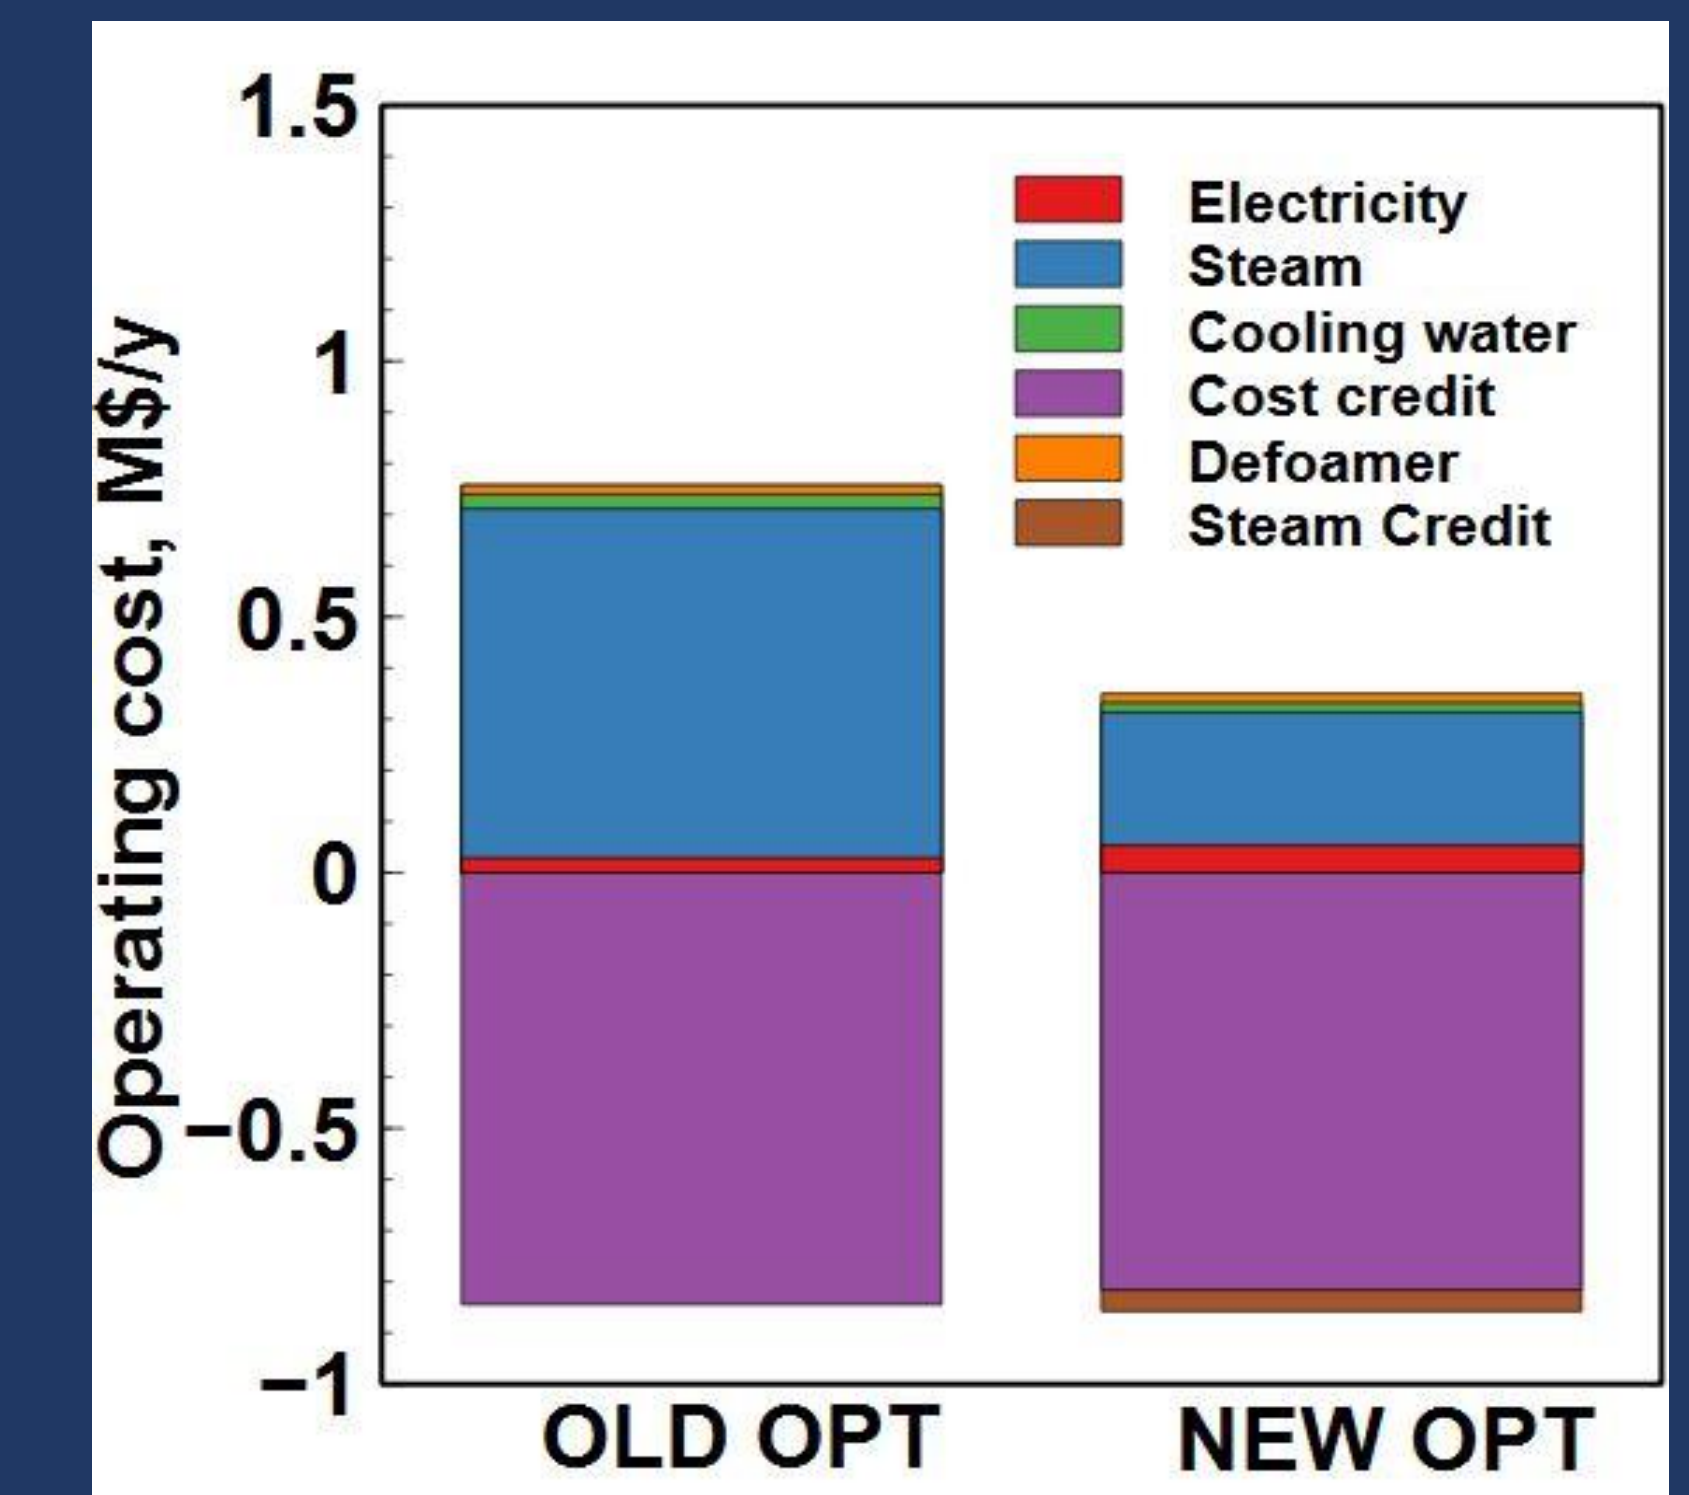 Operating cost, M$/y
1.5
1
0.5
0
−0.5
−1
Electricity
Steam
Cooling water
Cost credit
Defoamer
Steam Credit
OLD OPT
NEW OPT